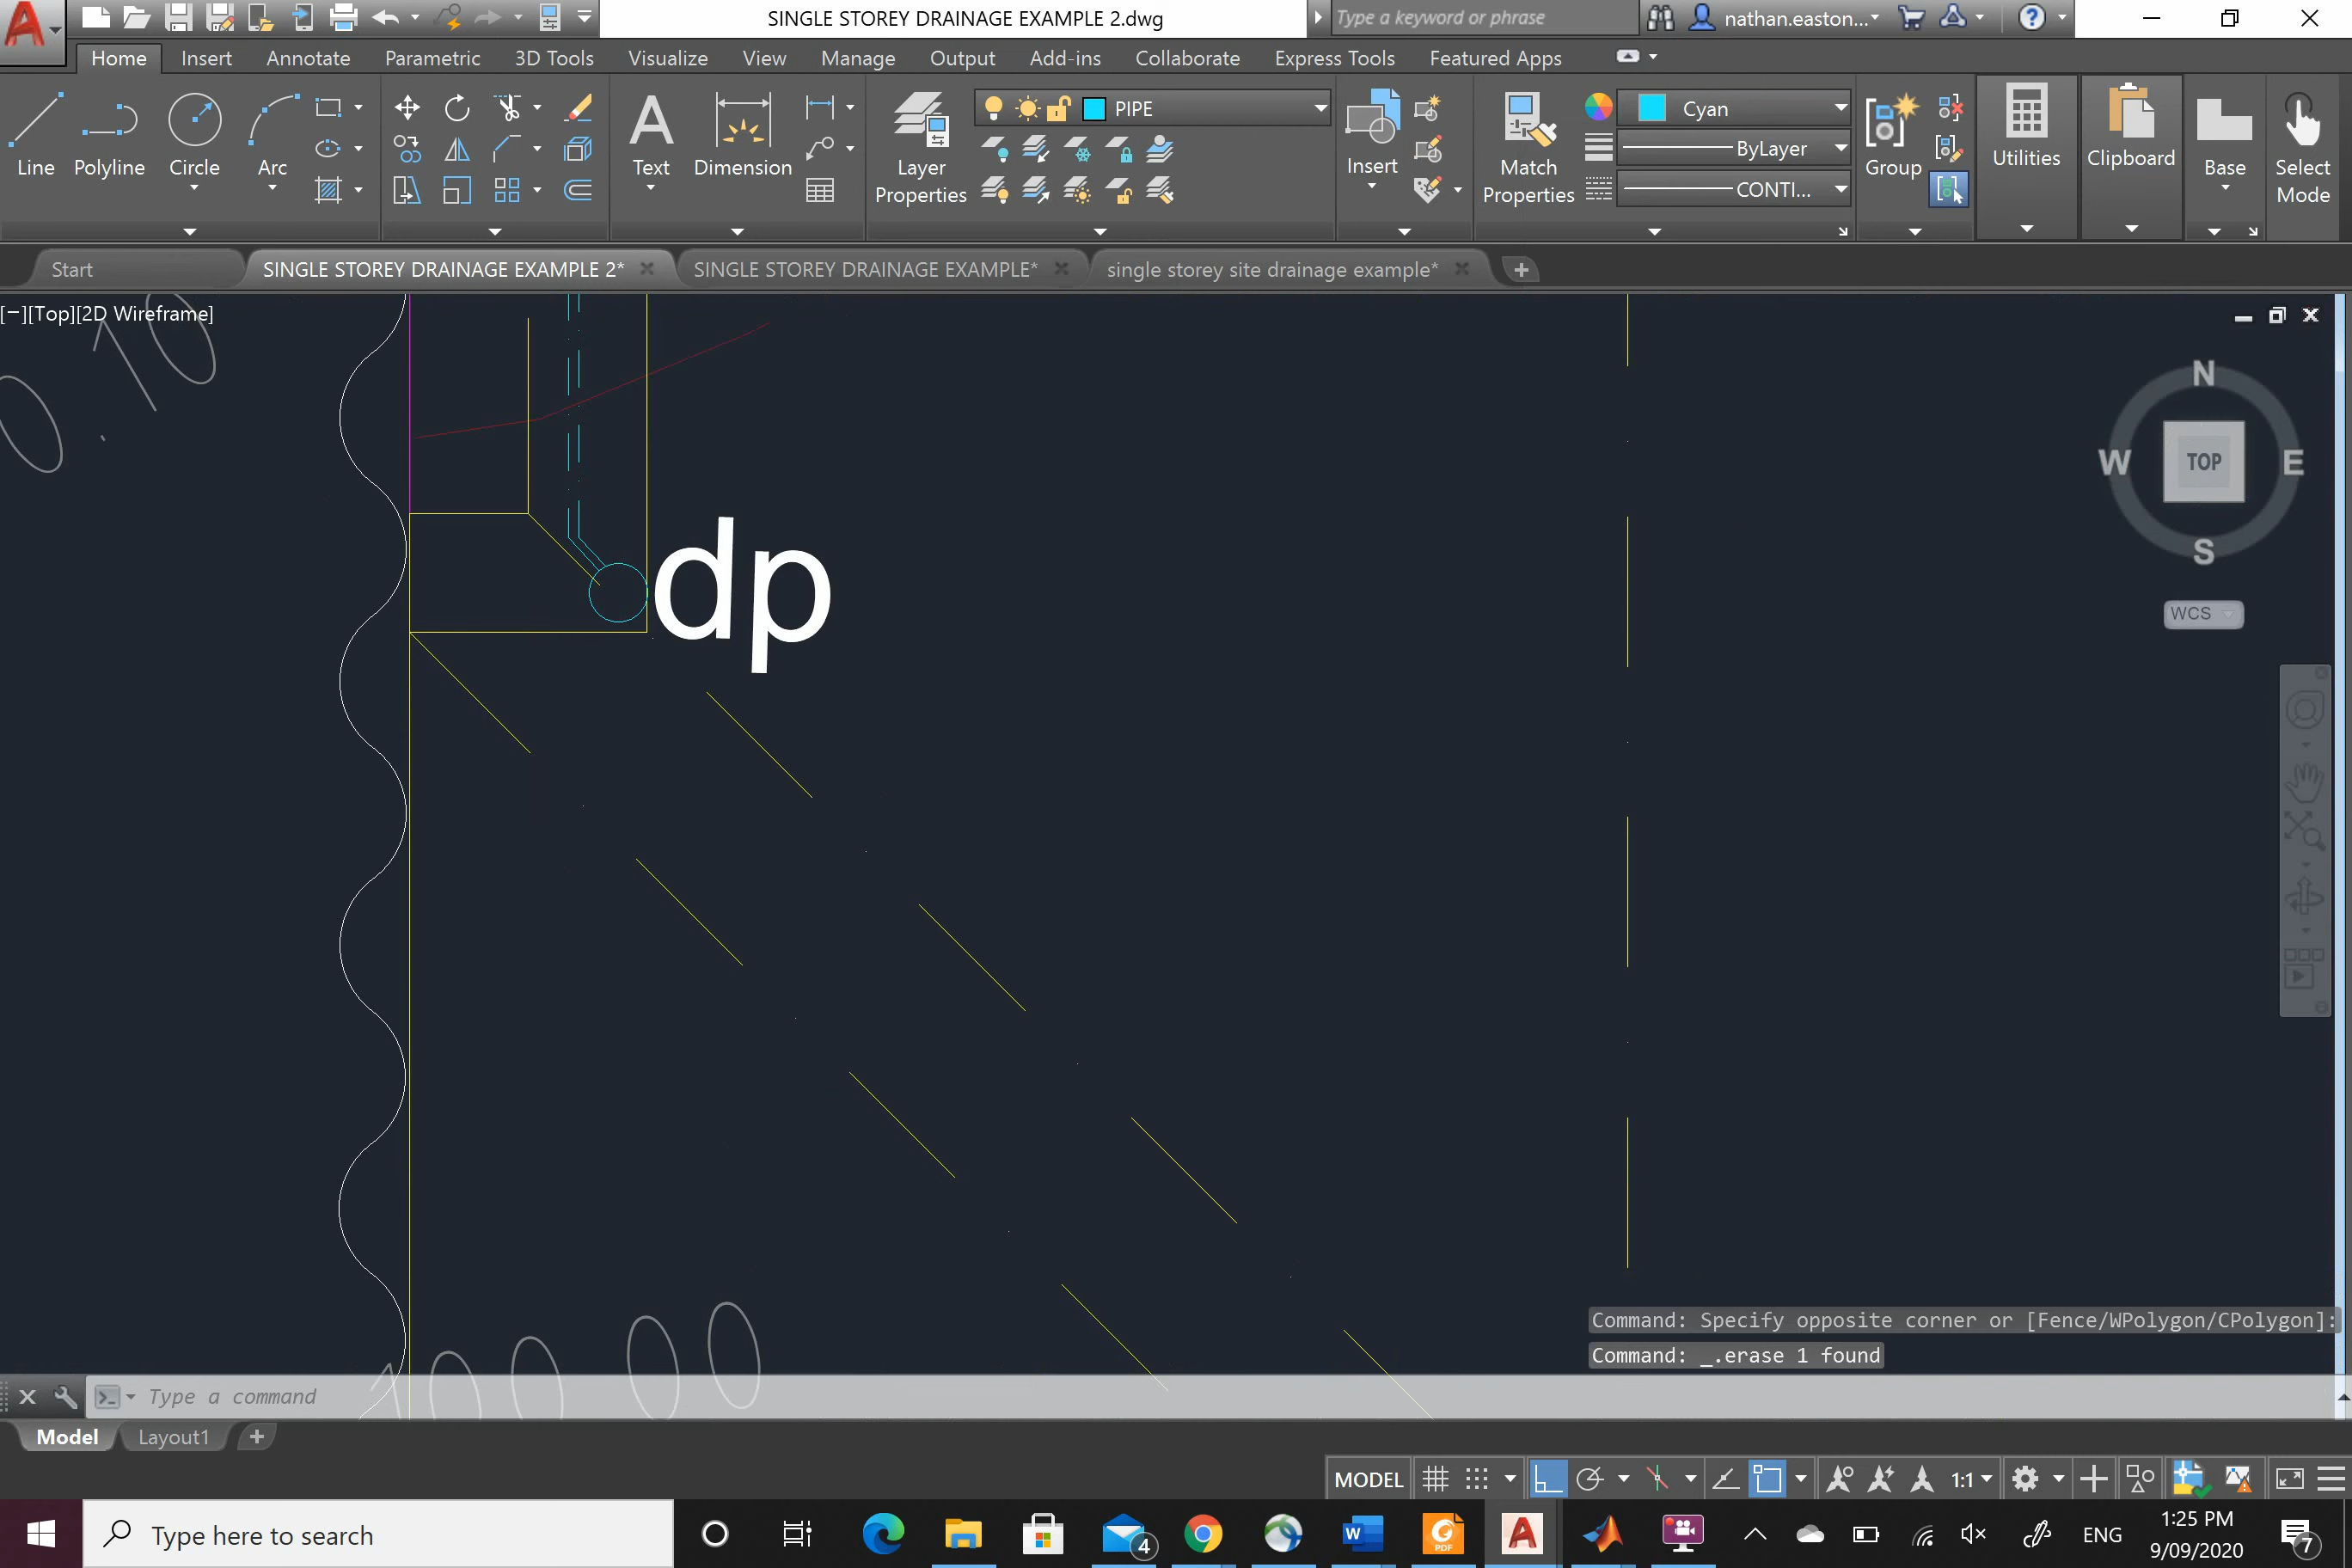 SINGLE STOREY DRAINAGE EXAMPLE 2.dwg
Type a keyword or phrase
nathan.easton...
Home Insert Annotate Parametric 3D Tools Visualize View Manage Output Add-ins Collaborate Express Tools Featured Apps
Line Polyline Circle Arc
Text Dimension
Layer
Properties
PIPE
Insert
Match
Properties
Cyan
ByLayer
CONTI...
Group
Utilities
Clipboard
Base
Select
Mode
Start
SINGLE STOREY DRAINAGE EXAMPLE 2*
SINGLE STOREY DRAINAGE EXAMPLE*
single storey site drainage example*
[−][Top][2D Wireframe]
N
W TOP E
S
WCS
dp
Command: Specify opposite corner or [Fence/WPolygon/CPolygon]:
Command: _.erase 1 found
Type a command
Model Layout1
MODEL
1:1
Type here to search
4
W
PDF
ENG
1:25 PM
9/09/2020
7